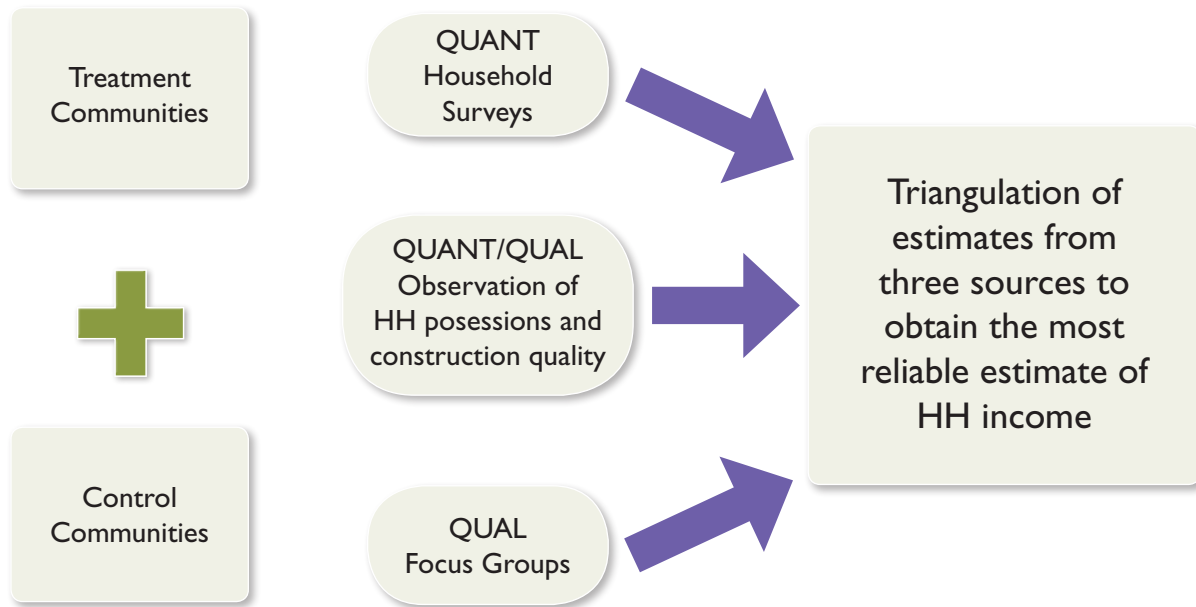 Treatment
Communities
Control
Communities
QUANT
Household
Surveys
QUANT/QUAL
Observation of
HH posessions and
construction quality
QUAL
Focus Groups
Triangulation of
estimates from
three sources to
obtain the most
reliable estimate of
HH income